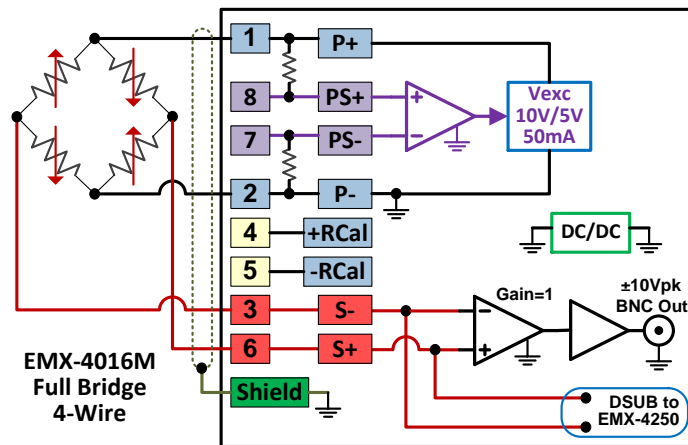 1 P+
8 PS+ +
7 PS- −
Vexc
10V/5V
50mA
2 P-
4 +RCal
5 -RCal
DC/DC
3 S- −
Gain=1
±10Vpk
BNC Out
6 S+ +
Shield
EMX-4016M
Full Bridge
4-Wire
DSUB to
EMX-4250